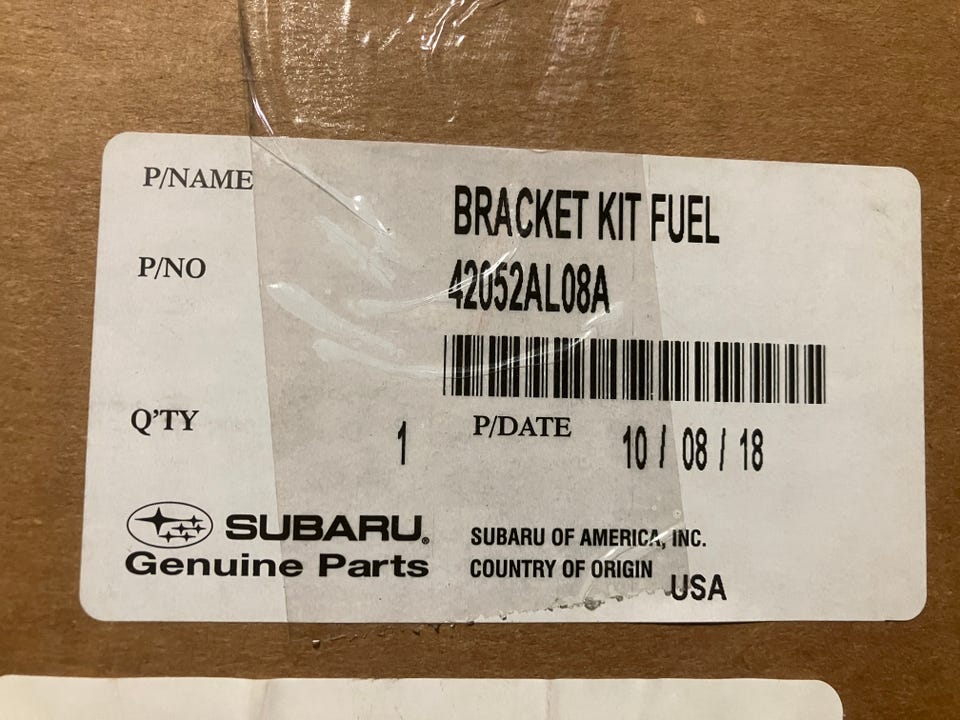 P/NAME BRACKET KIT FUEL
P/NO 42052AL08A
Q'TY 1 P/DATE 10 / 08 / 18
SUBARU®
Genuine Parts
SUBARU OF AMERICA, INC.
COUNTRY OF ORIGIN USA